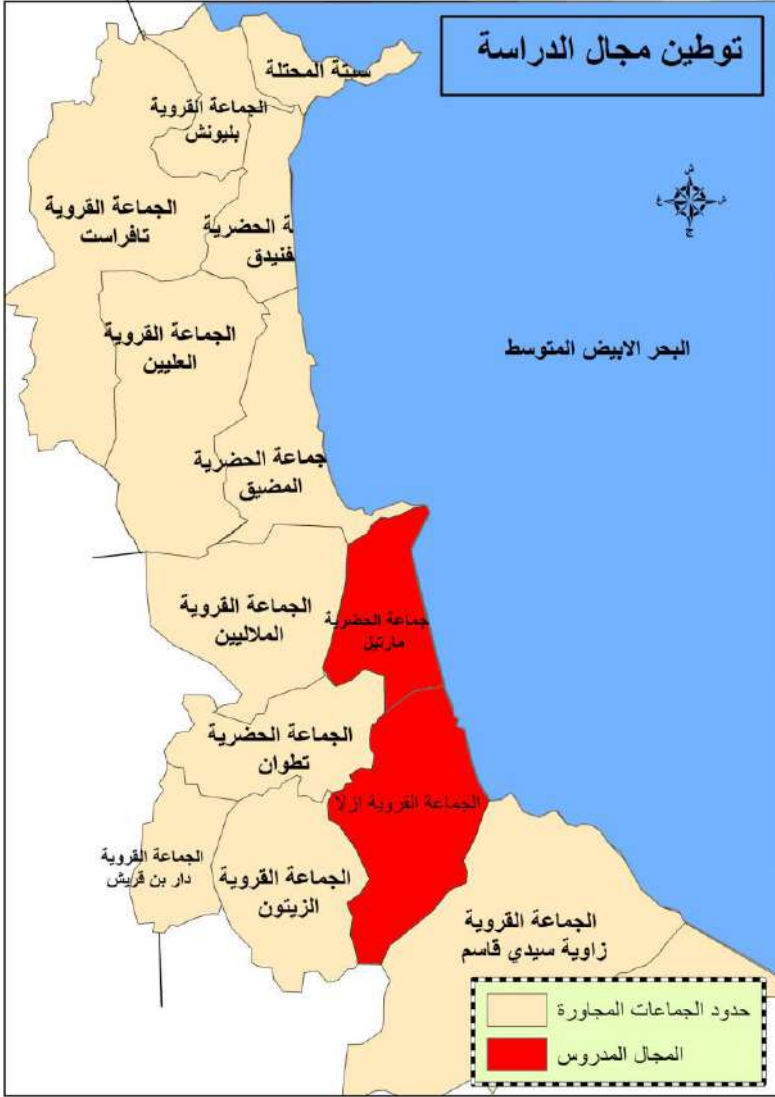 توطين مجال الدراسة
سبتة المحتلة
الجماعة القروية
بليونش
الجماعة القروية
تافراست
ة الحضرية
فنيدق
ش
ش
ج
غ
الجماعة القروية
العليين
البحر الابيض المتوسط
جماعة الحضرية
المضيق
الجماعة القروية
الملاليين
جماعة الحضرية
مارتيل
الجماعة الحضرية
تطوان
الجماعة القروية ازلا
الجماعة القروية
دار بن قريش
الجماعة القروية
الزيتون
الجماعة القروية
زاوية سيدي قاسم
حدود الجماعات المجاورة
المجال المدروس